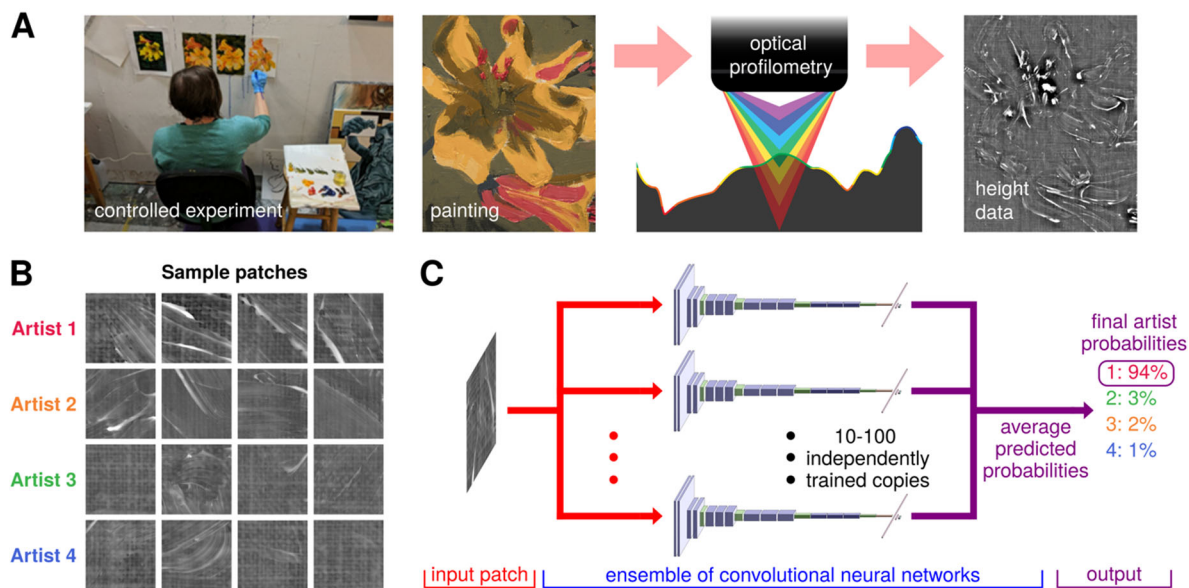 A
controlled experiment
painting
optical
profilometry
height
data
B
Sample patches
Artist 1
Artist 2
Artist 3
Artist 4
C
10-100
independently
trained copies
average
predicted
probabilities
final artist
probabilities
1: 94%
2: 3%
3: 2%
4: 1%
input patch
ensemble of convolutional neural networks
output